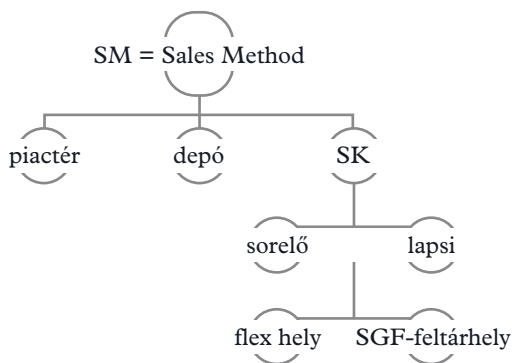 SM = Sales Method
piactér depó SK
sorelő lapsi
flex hely SGF-feltárhely